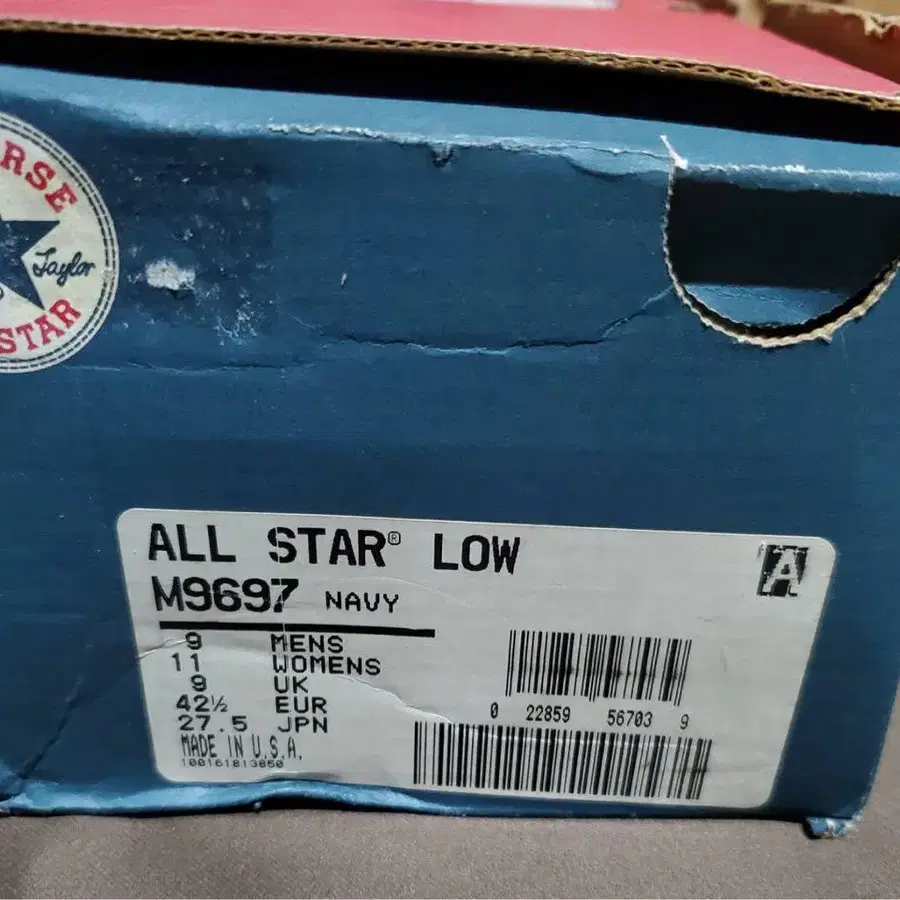 RSE
Taylor
STAR
ALL STAR® LOW
A
M9697 NAVY
9 MENS
11 WOMENS
9 UK
42½ EUR
27.5 JPN
MADE IN U.S.A.
100161813850
0 22859 56703 9